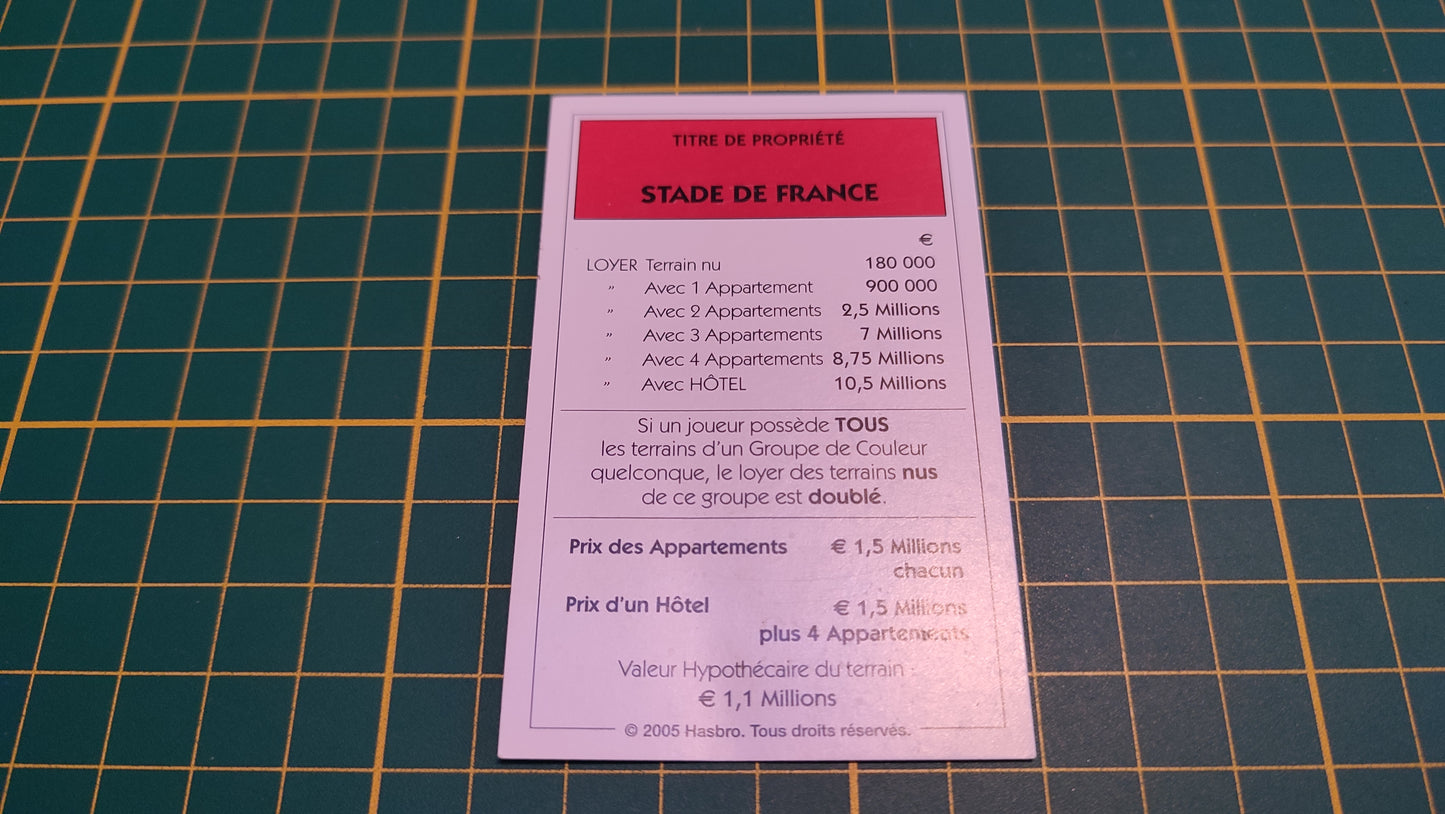 TITRE DE PROPRIÉTÉ
STADE DE FRANCE
€
LOYER Terrain nu 180 000
” Avec 1 Appartement 900 000
” Avec 2 Appartements 2,5 Millions
” Avec 3 Appartements 7 Millions
” Avec 4 Appartements 8,75 Millions
” Avec HÔTEL 10,5 Millions
Si un joueur possède TOUS
les terrains d’un Groupe de Couleur
quelconque, le loyer des terrains nus
de ce groupe est doublé.
Prix des Appartements € 1,5 Millions
chacun
Prix d’un Hôtel € 1,5 Millions
plus 4 Appartements
Valeur Hypothécaire du terrain :
€ 1,1 Millions
© 2005 Hasbro. Tous droits réservés.